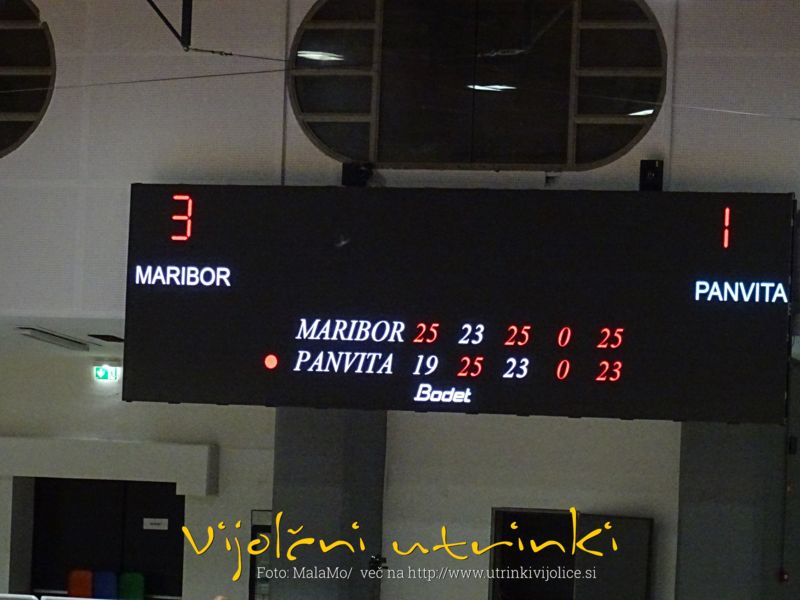 3 1
MARIBOR PANVITA
MARIBOR 25 23 25 0 25
PANVITA 19 25 23 0 23
Bodet
Vijolčni utrinki
Foto: MalaMo/ več na http://www.utrinkivijolice.si